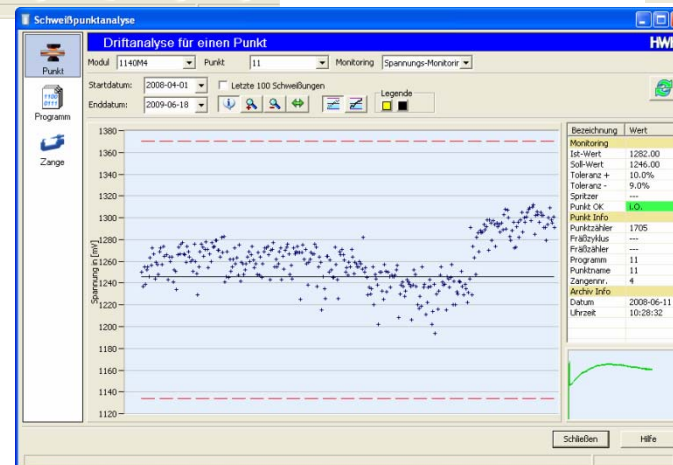 Schweißpunktanalyse
Driftanalyse für einen Punkt
Modul 1140M4 Punkt 11 Monitoring Spannungs-Monitorir
Startdatum: 2008-04-01 Letzte 100 Schweißungen
Enddatum: 2009-06-18 Legende
Punkt
Programm
Zange
1380
1360
1340
1320
1300
1280
1260
1240
1220
1200
1180
1160
1140
1120
Spannung in [mV]
Bezeichnung Wert
Monitoring
Ist-Wert 1282.00
Soll-Wert 1246.00
Toleranz + 10.0%
Toleranz - 9.0%
Spritzer ---
Punkt OK I.O.
Punkt Info
Punktzähler 1705
Fräßzyklus ---
Fräßzähler ---
Programm 11
Punktname 11
Zangennr. 4
Archiv Info
Datum 2008-06-11
Uhrzeit 10:28:32
Schließen Hilfe